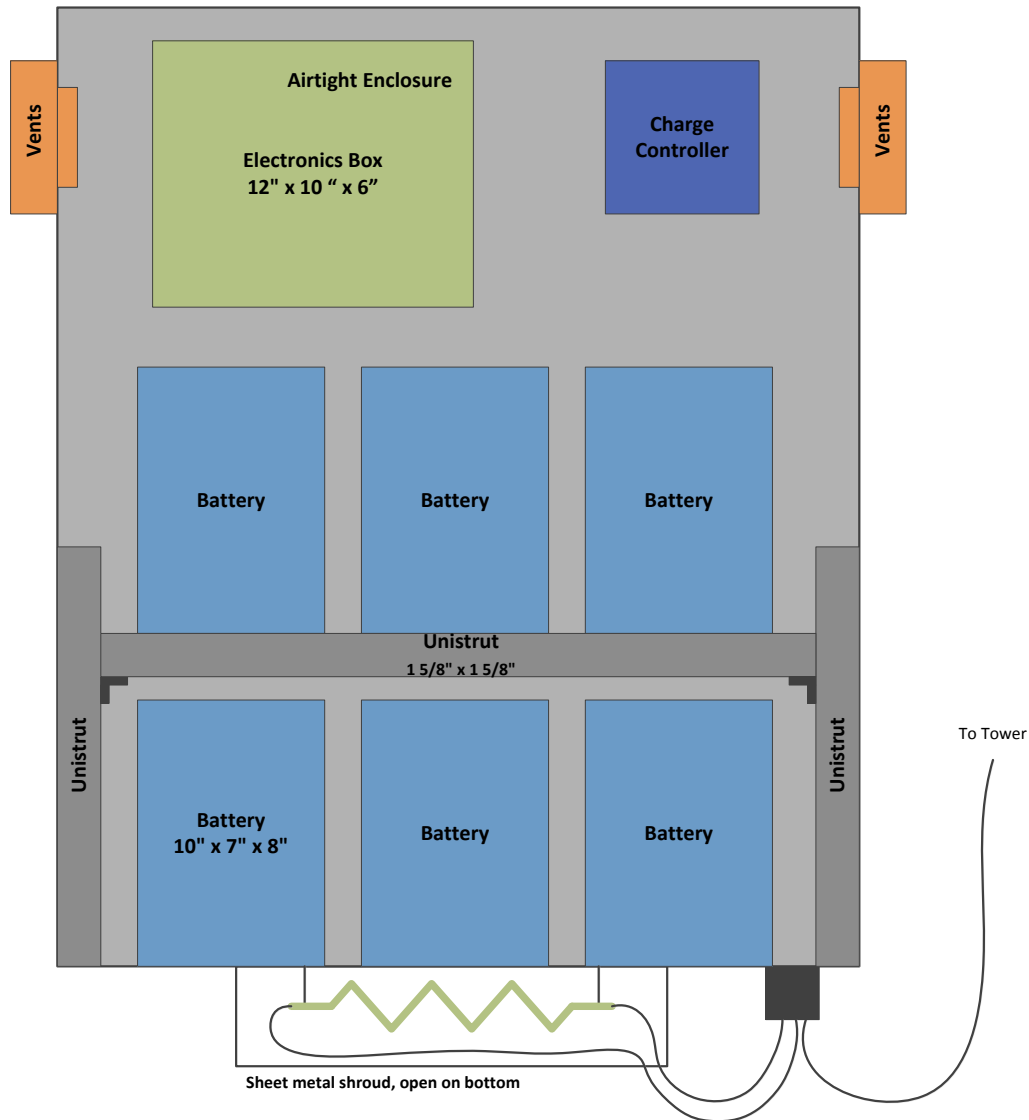 Airtight Enclosure
Vents
Electronics Box
12" x 10 “ x 6”
Charge
Controller
Vents
Battery
Battery
Battery
Unistrut
1 5/8" x 1 5/8"
Unistrut
Unistrut
To Tower
Battery
10" x 7" x 8"
Battery
Battery
Sheet metal shroud, open on bottom